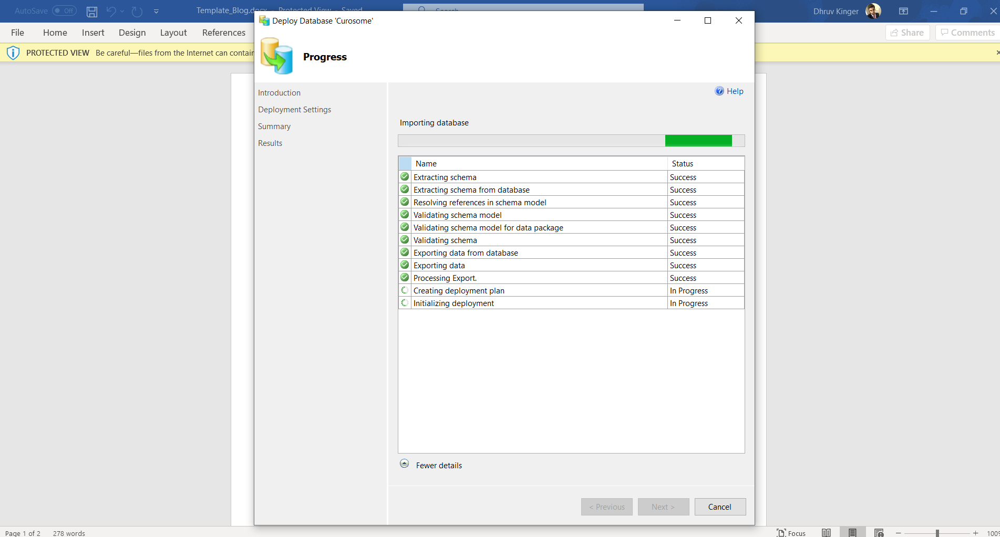 AutoSave Off Template_Blog.docx - Protected View - Saved Search Dhruv Kinger
Deploy Database 'Curosome'
File Home Insert Design Layout References Share Comments
PROTECTED VIEW Be careful—files from the Internet can contain
Progress
Introduction
Deployment Settings
Summary
Results
Help
Importing database
Name Status
Extracting schema Success
Extracting schema from database Success
Resolving references in schema model Success
Validating schema model Success
Validating schema model for data package Success
Validating schema Success
Exporting data from database Success
Exporting data Success
Processing Export. Success
Creating deployment plan In Progress
Initializing deployment In Progress
Fewer details
< Previous Next > Cancel
Page 1 of 2 278 words Focus 100%